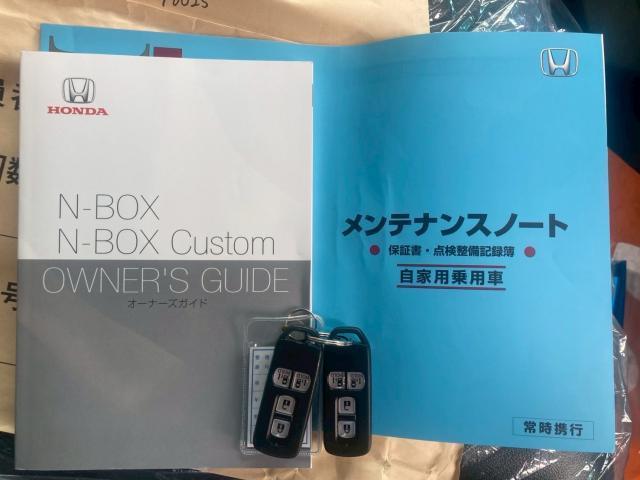 HONDA
N-BOX
N-BOX Custom
OWNER'S GUIDE
オーナーズガイド
メンテナンスノート
保証書・点検整備記録簿
自家用乗用車
常時携行
号